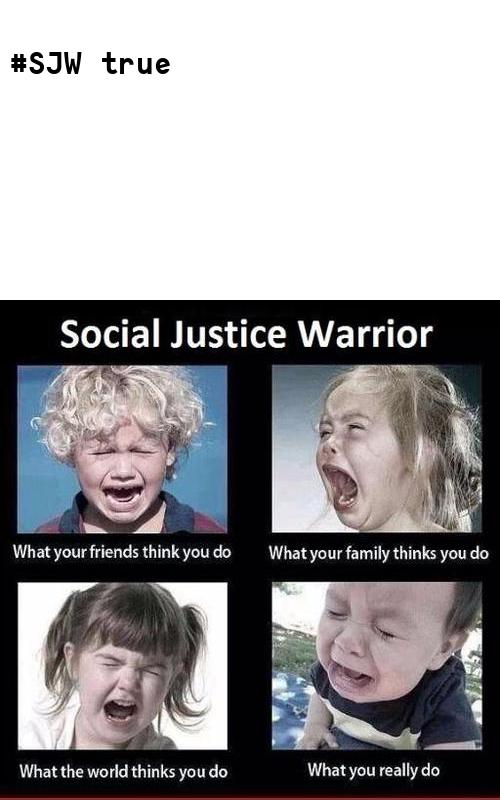 #SJW true
Social Justice Warrior
What your friends think you do
What your family thinks you do
What the world thinks you do
What you really do